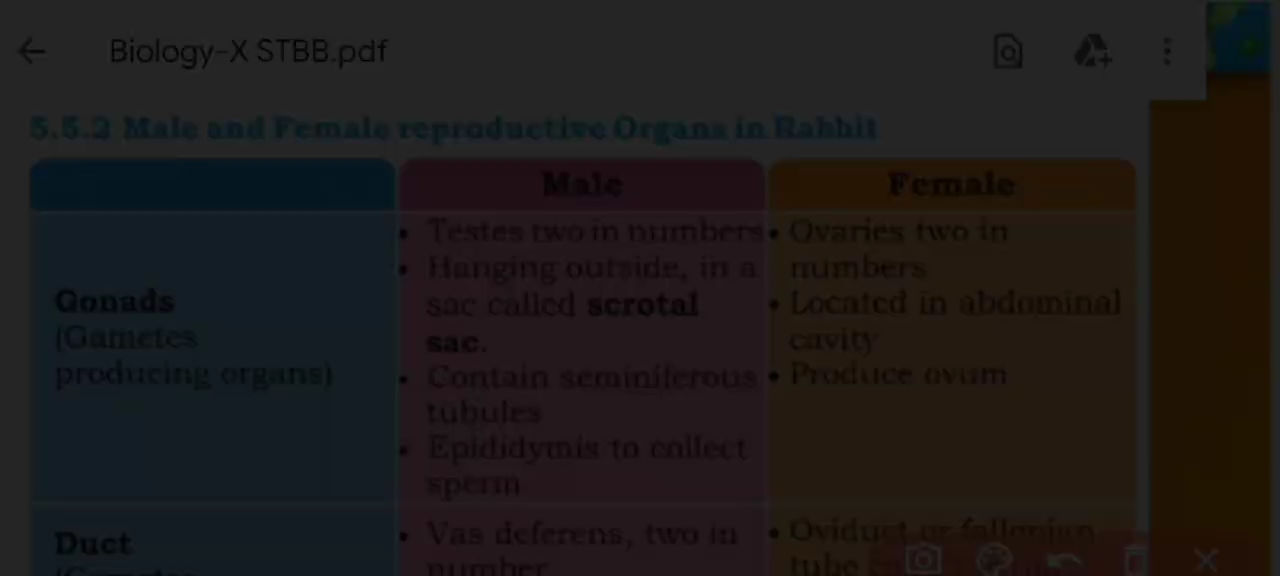 Biology-X STBB.pdf
5.5.2 Male and Female reproductive Organs in Rabbit
Male
Female
Gonads
(Gametes
producing organs)
• Testes two in numbers
• Hanging outside, in a
sac called scrotal
sac.
• Contain seminiferous
tubules
• Epididymis to collect
sperm
• Ovaries two in
numbers
• Located in abdominal
cavity
• Produce ovum
Duct
(Gametes
• Vas deferens, two in
number
• Oviduct or fallopian
tube